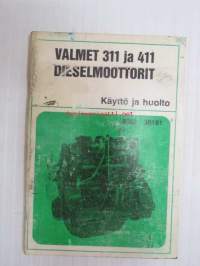 VALMET 311 ja 411
DIESELMOOTTORIT
Käyttö ja huolto